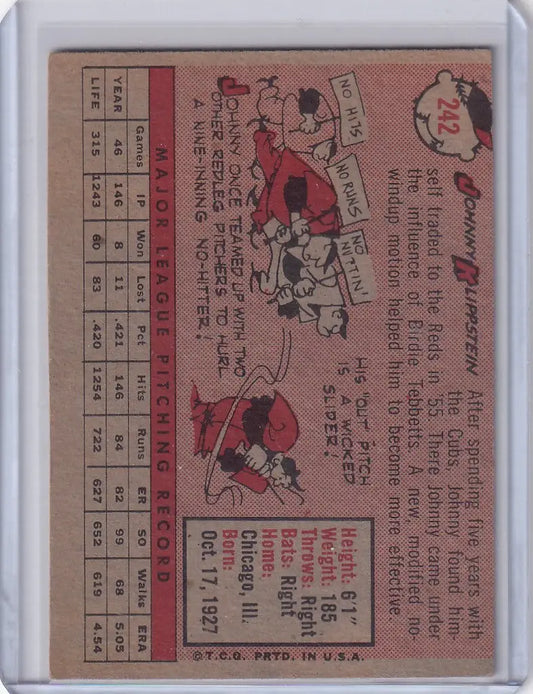 242
JOHNNY KLIPPSTEIN
After spending five years with
the Cubs, Johnny found him-
self traded to the Reds in '55. There Johnny came under
the influence of Birdie Tebbetts. A new, modified no-
windup motion helped him to become more effective.
NO HITS
NO RUNS
NO NUTTIN'
JOHNNY ONCE TEAMED UP WITH TWO
OTHER REDLEG PITCHERS TO HURL
A NINE-INNING NO-HITTER!
HIS "OUT" PITCH
IS A WICKED
SLIDER!
Height: 6'1"
Weight: 185
Throws: Right
Bats: Right
Home:
Chicago, Ill.
Born:
Oct. 17, 1927
MAJOR LEAGUE PITCHING RECORD
Games IP Won Lost Pct Hits Runs ER SO Walks ERA
YEAR 46 146 8 11 .421 146 84 82 99 68 5.05
LIFE 315 1243 60 83 .420 1254 722 627 652 619 4.54
©T.C.G. PRTD. IN U.S.A.